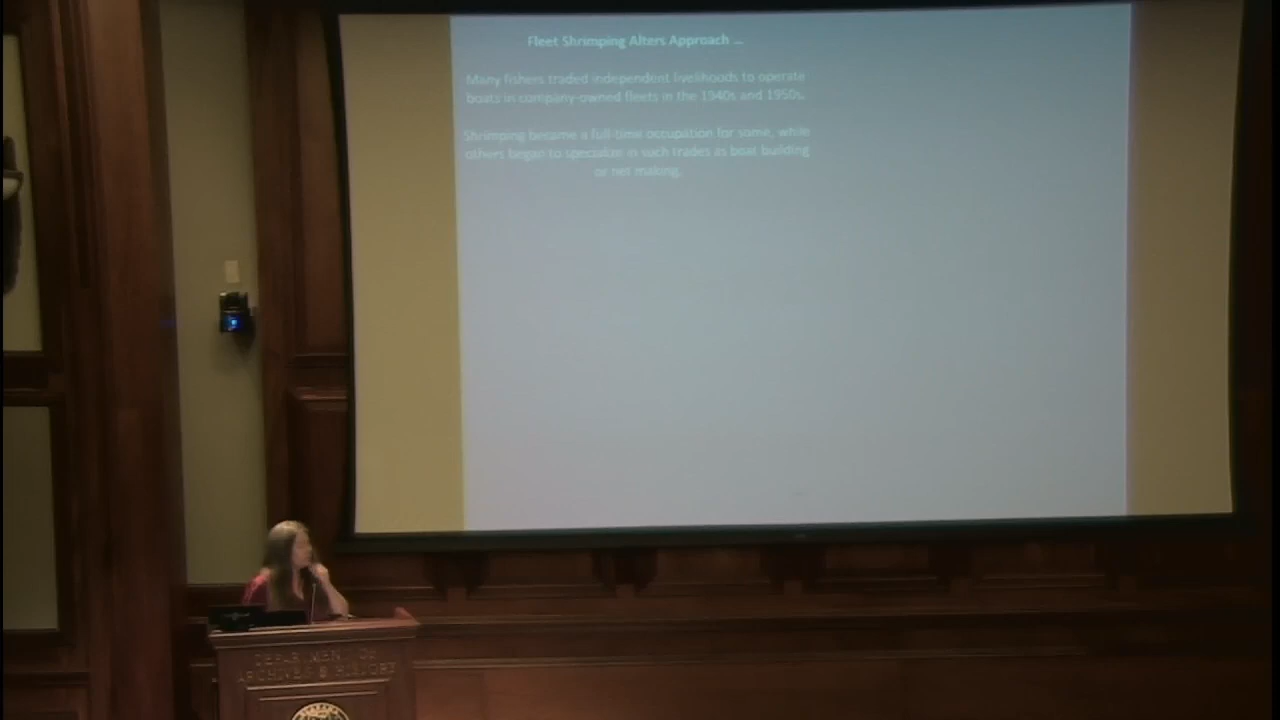 Fleet Shrimping Alters Approach ...
Many fishers traded independent livelihoods to operate
boats in company-owned fleets in the 1940s and 1950s.
Shrimping became a full-time occupation for some, while
others began to specialize in such trades as boat building
or net making.
DEPARTMENT OF
ARCHIVES & HISTORY